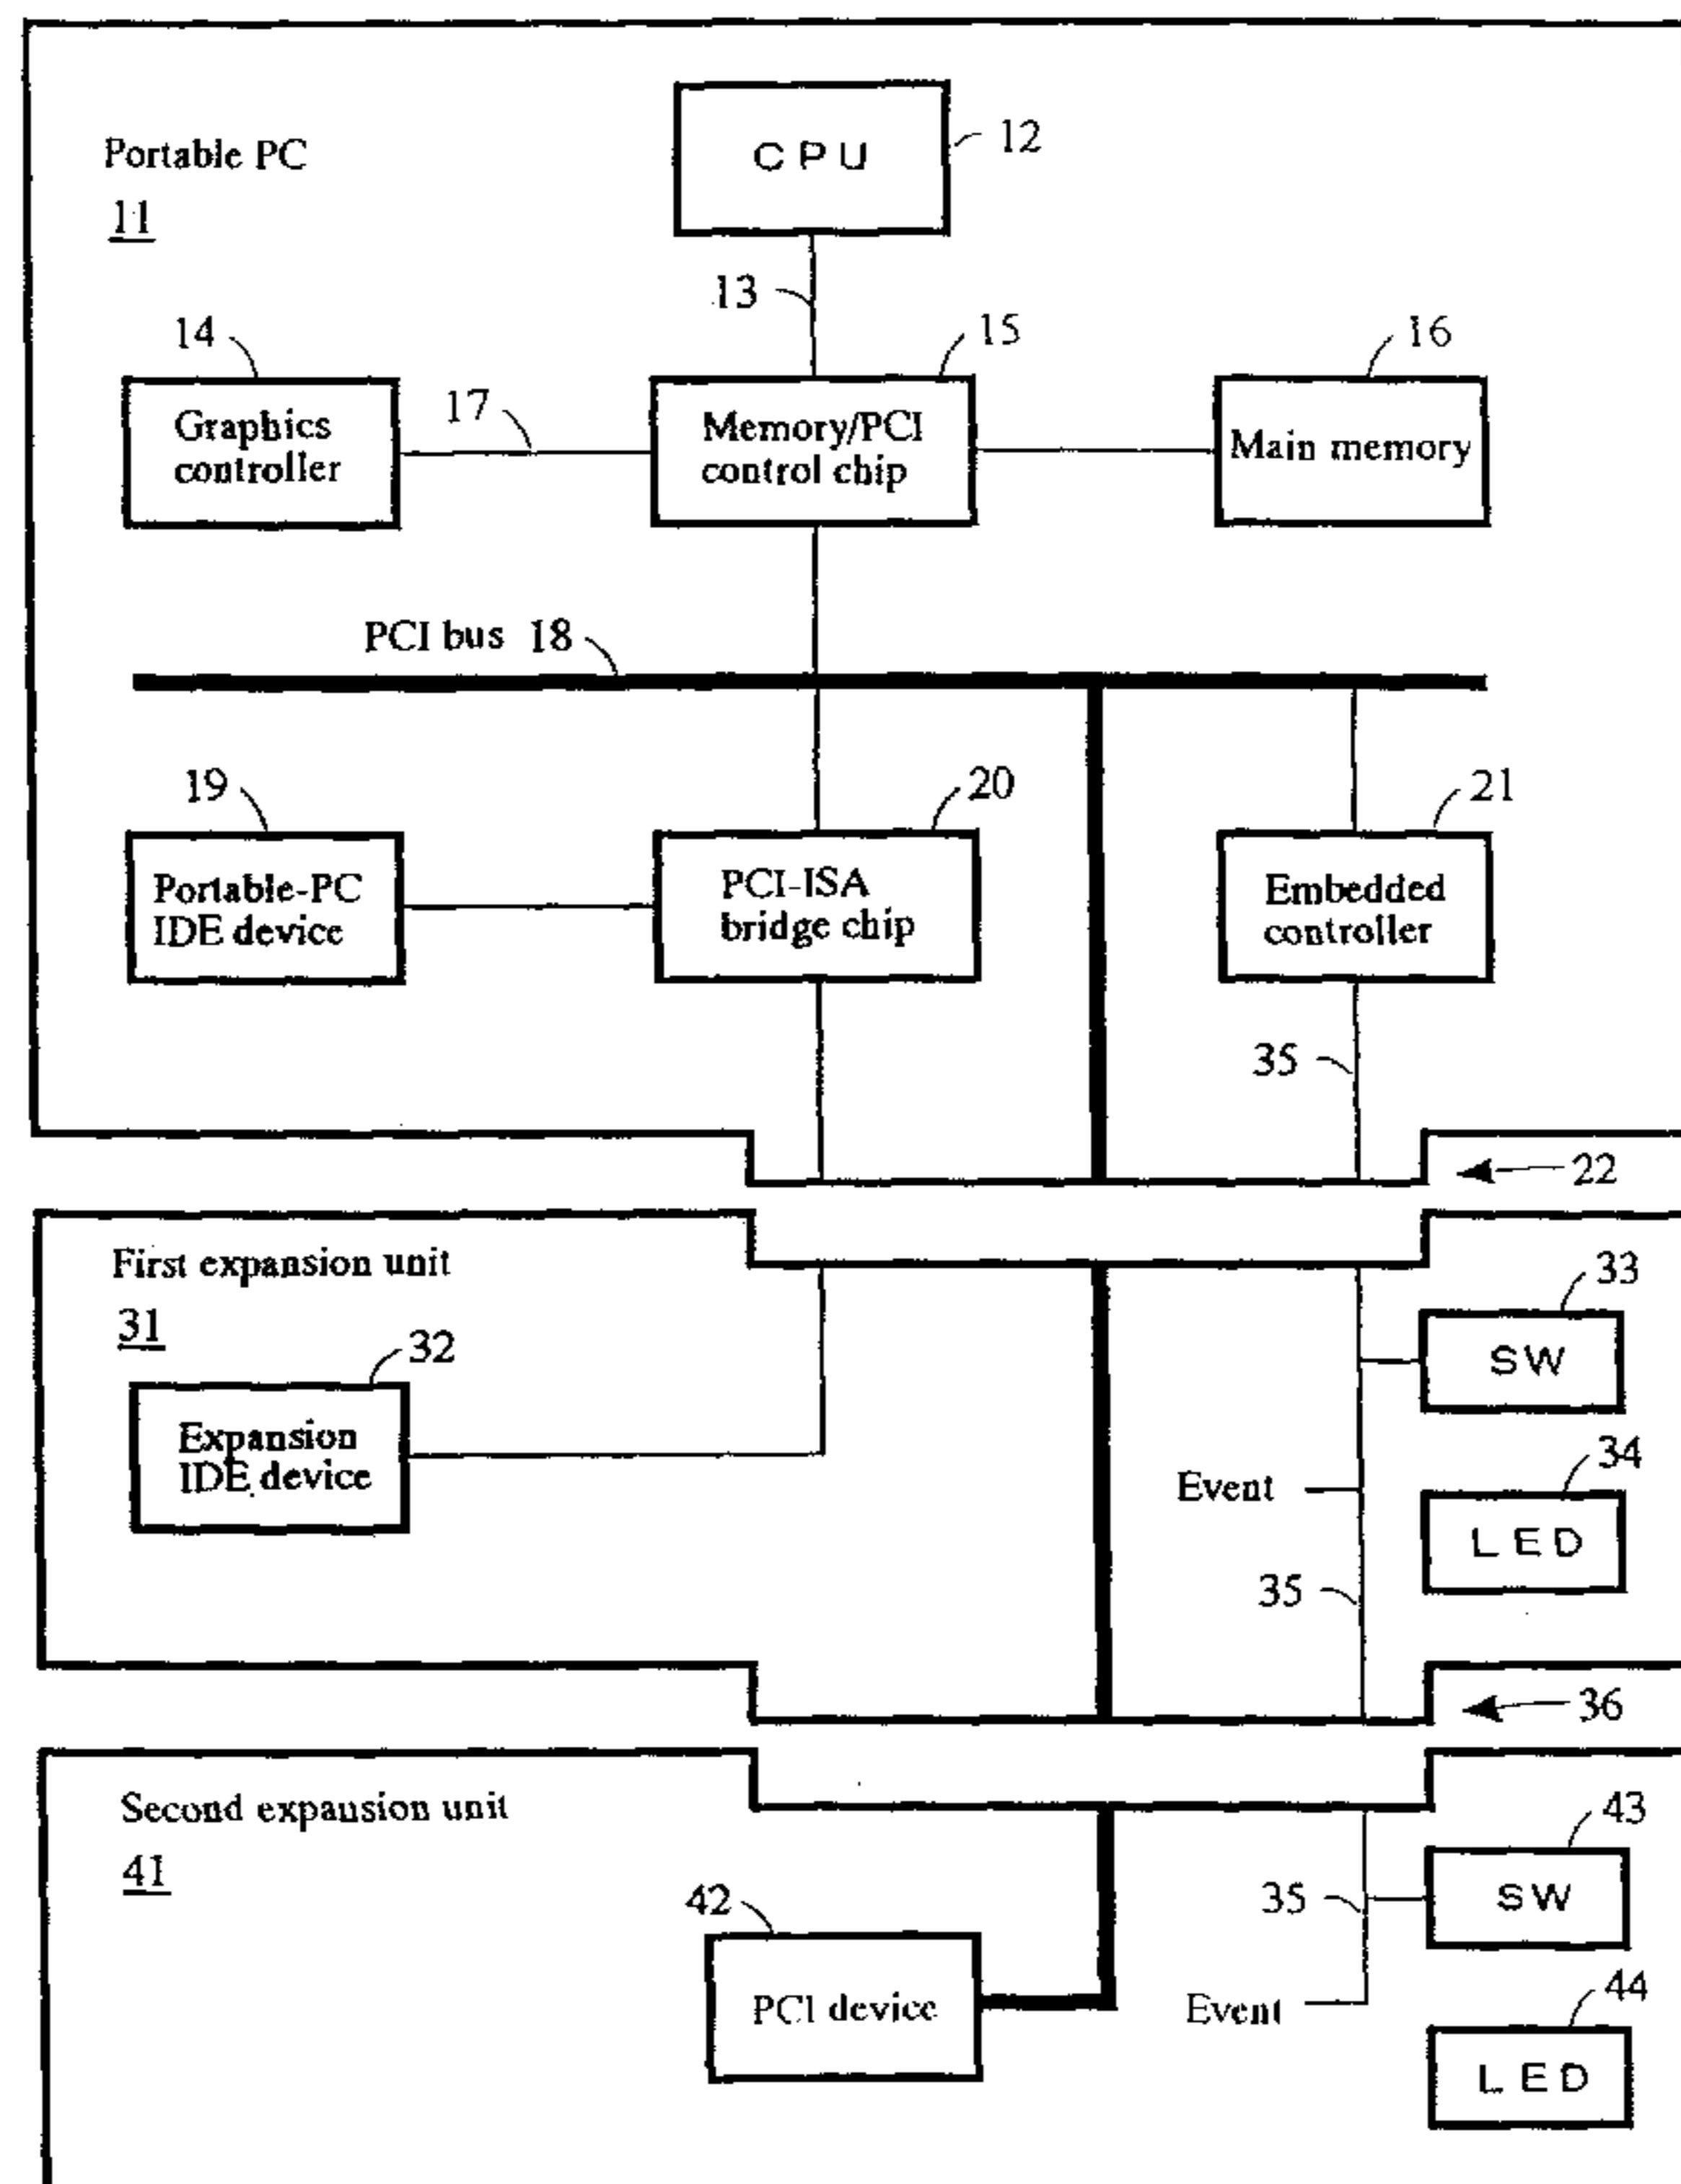 Portable PC
11
CPU
12
13
14
15
16
Graphics
controller
17
Memory/PCI
control chip
Main memory
PCI bus 18
19
20
21
Portable-PC
IDE device
PCI-ISA
bridge chip
Embedded
controller
35
22
First expansion unit
31
32
33
SW
Expansion
IDE device
34
Event
LED
35
36
Second expansion unit
41
42
43
35
SW
PCI device
Event
44
LED